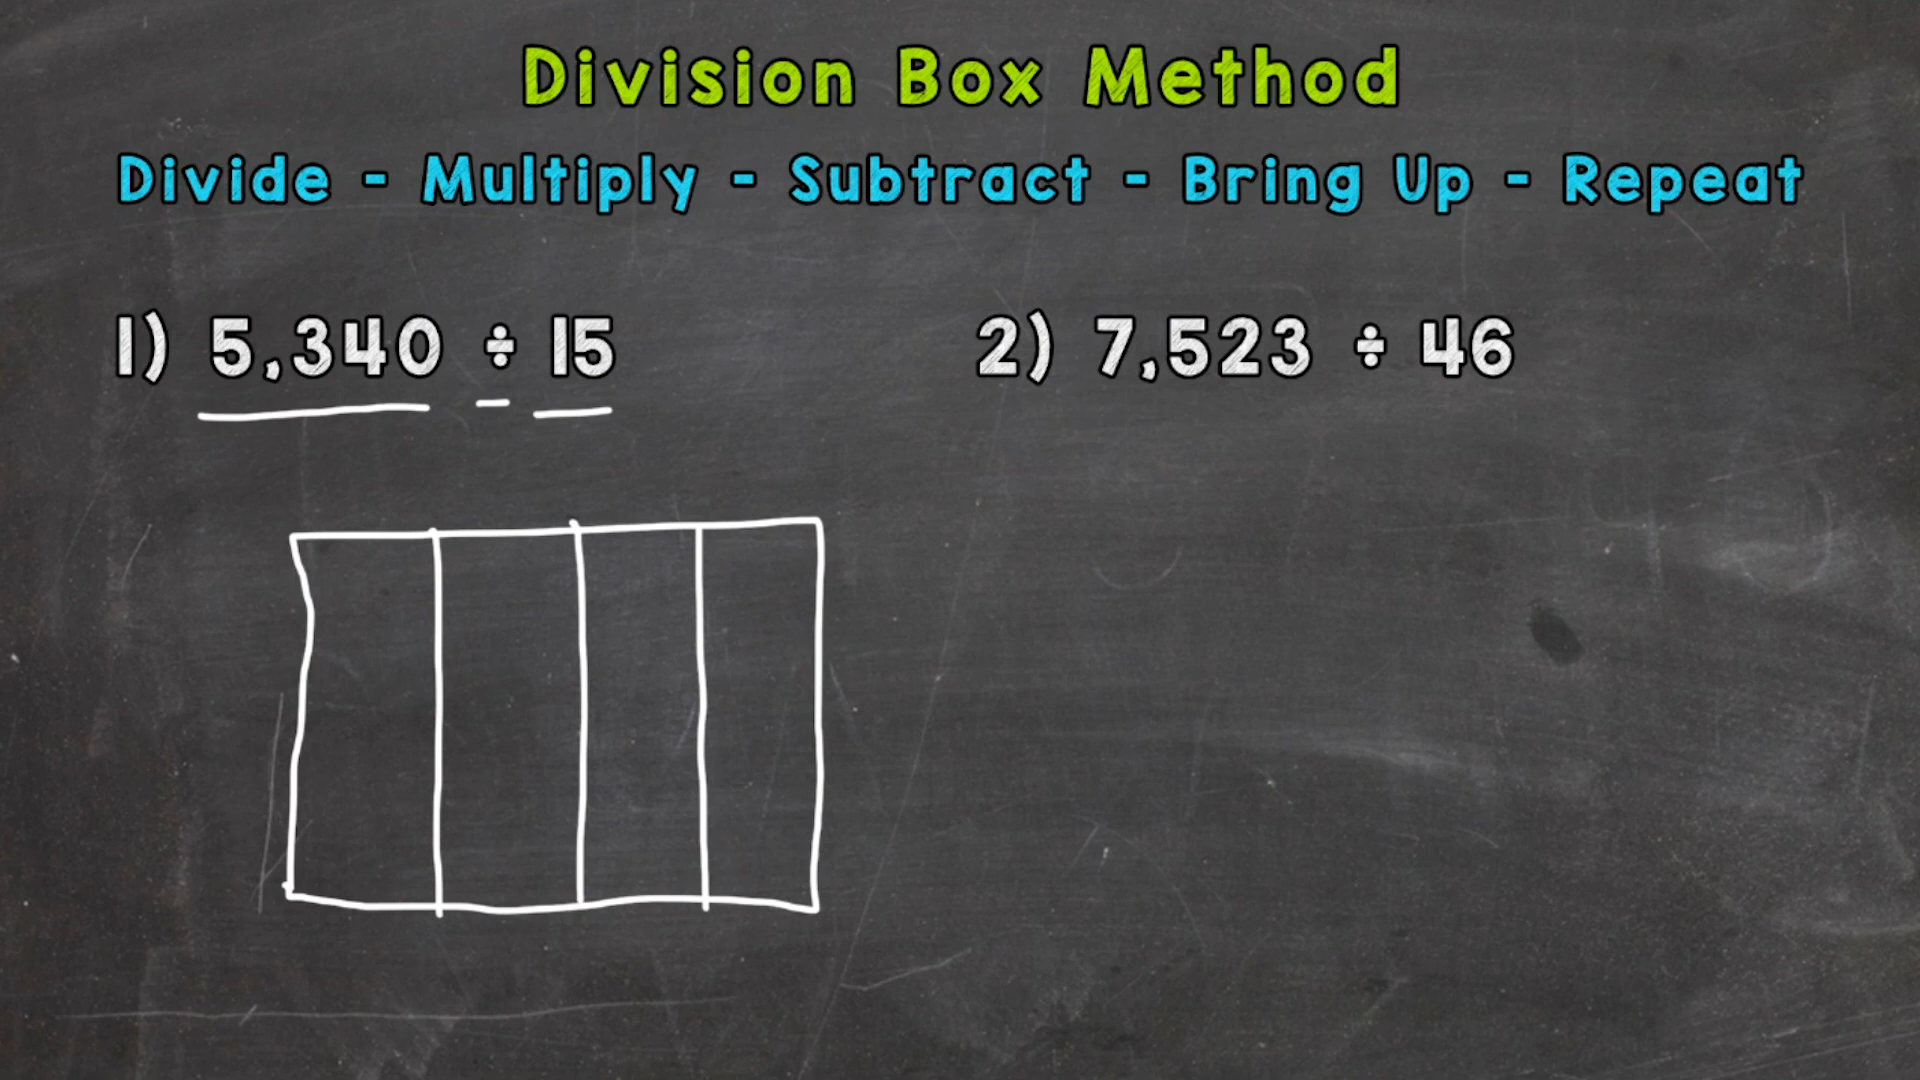 Division Box Method
Divide - Multiply - Subtract - Bring Up - Repeat
1) 5,340 ÷ 15
2) 7,523 ÷ 46